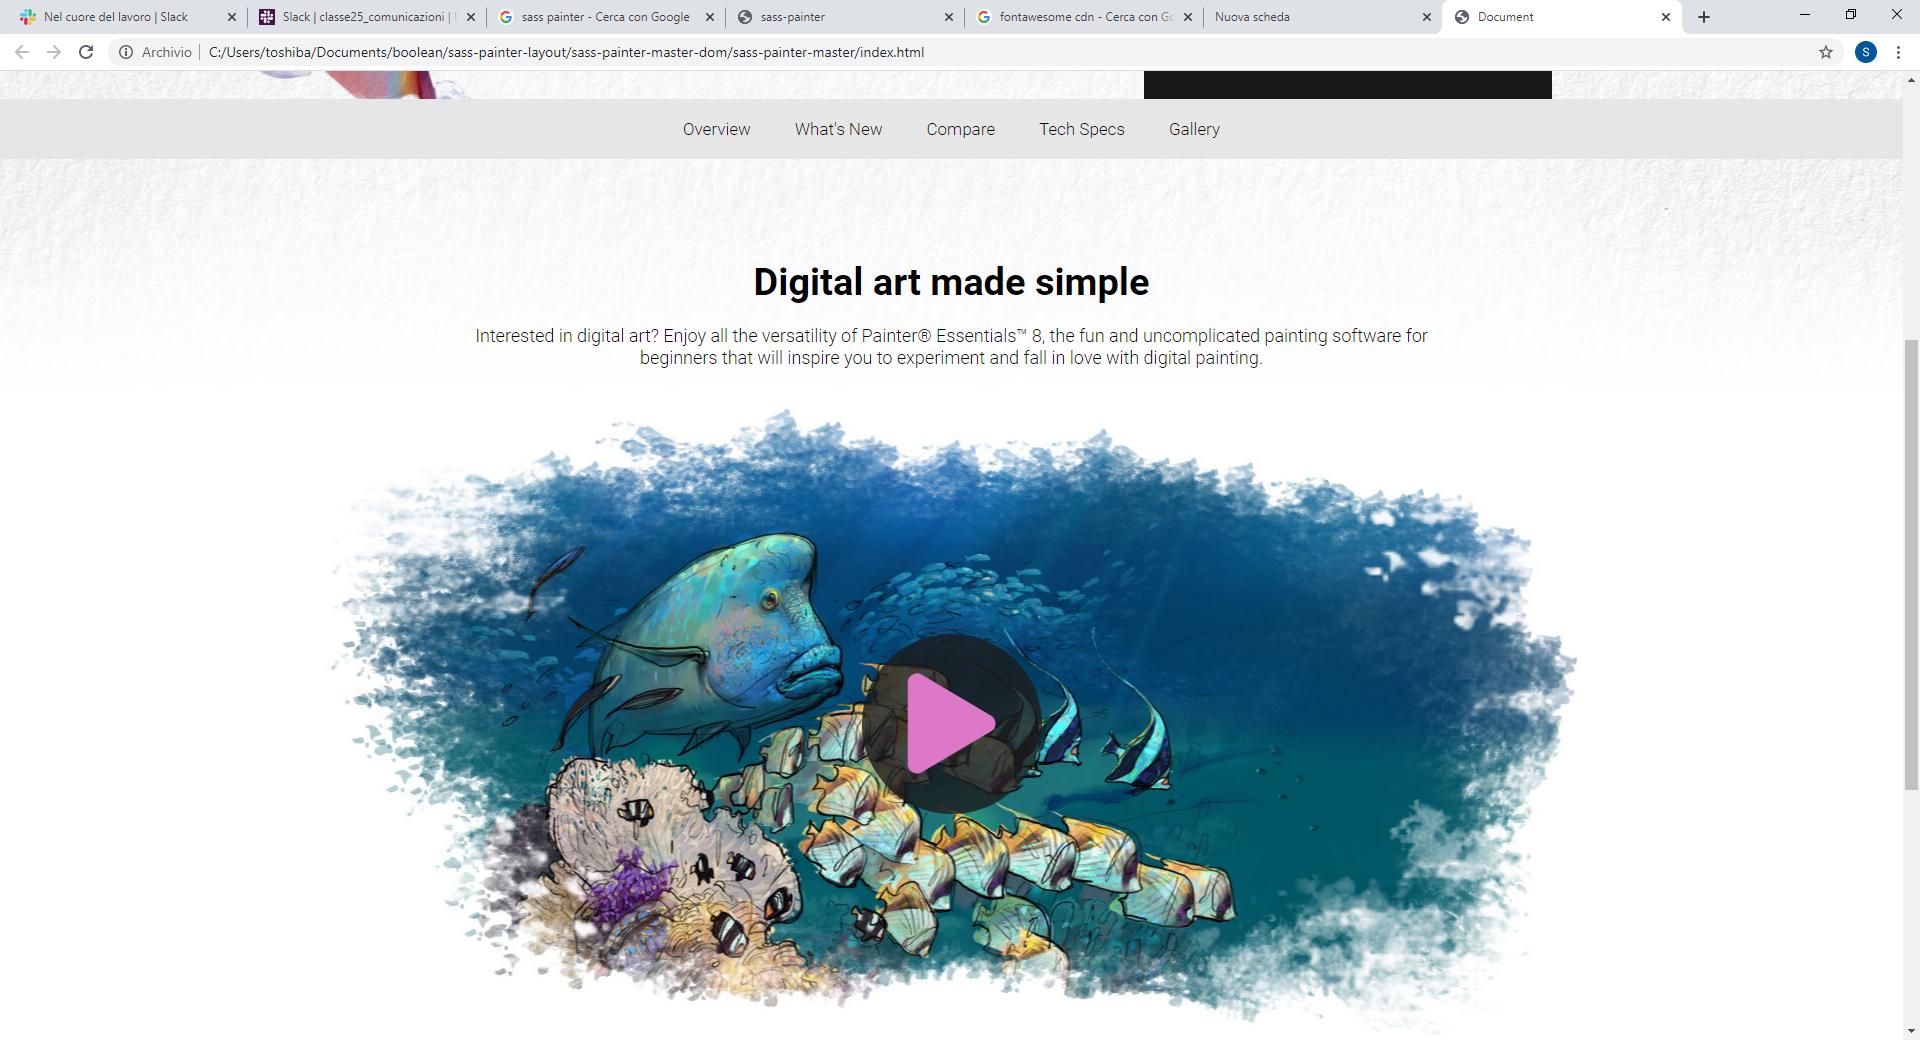 Nel cuore del lavoro | Slack
Slack | classe25_comunicazioni |
sass painter - Cerca con Google
sass-painter
fontawesome cdn - Cerca con
Nuova scheda
Document
Archivio
C:/Users/toshiba/Documents/boolean/sass-painter-layout/sass-painter-master-dom/sass-painter-master/index.html
S
Overview What's New Compare Tech Specs Gallery
Digital art made simple
Interested in digital art? Enjoy all the versatility of Painter® Essentials™ 8, the fun and uncomplicated painting software for
beginners that will inspire you to experiment and fall in love with digital painting.